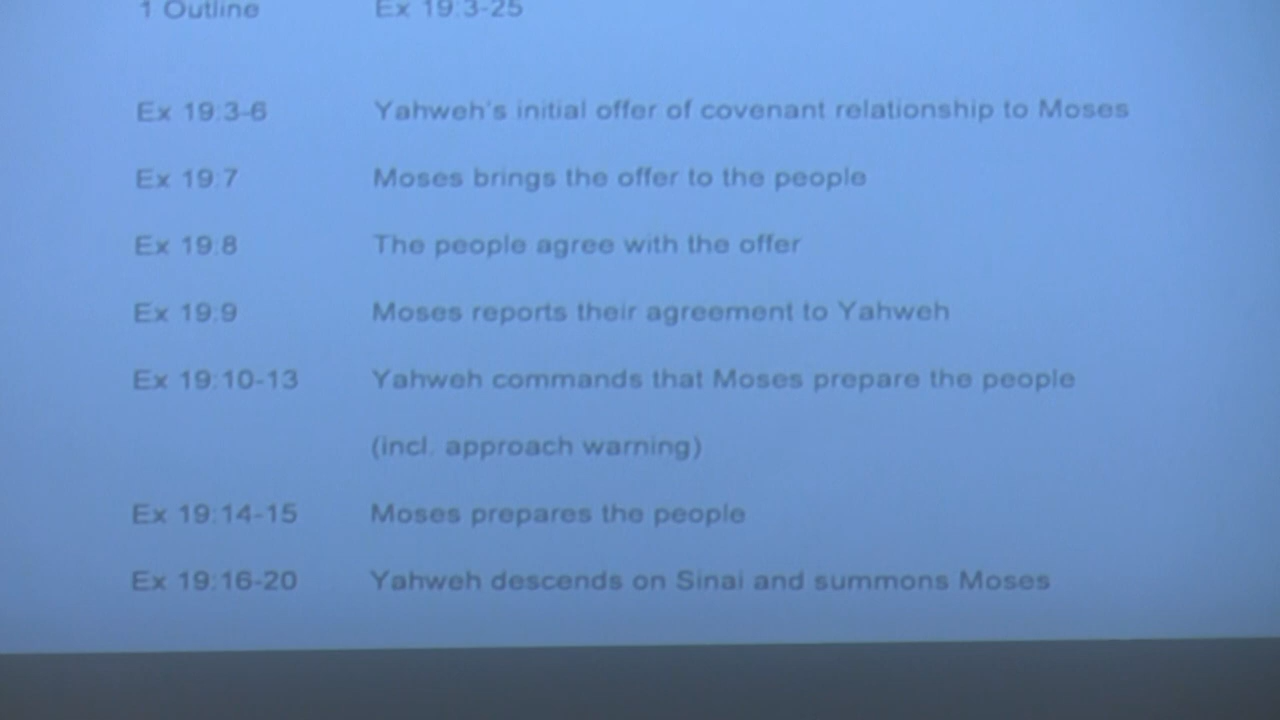 1 Outline Ex 19:3-25
Ex 19:3-6 Yahweh's initial offer of covenant relationship to Moses
Ex 19:7 Moses brings the offer to the people
Ex 19:8 The people agree with the offer
Ex 19:9 Moses reports their agreement to Yahweh
Ex 19:10-13 Yahweh commands that Moses prepare the people
(incl. approach warning)
Ex 19:14-15 Moses prepares the people
Ex 19:16-20 Yahweh descends on Sinai and summons Moses